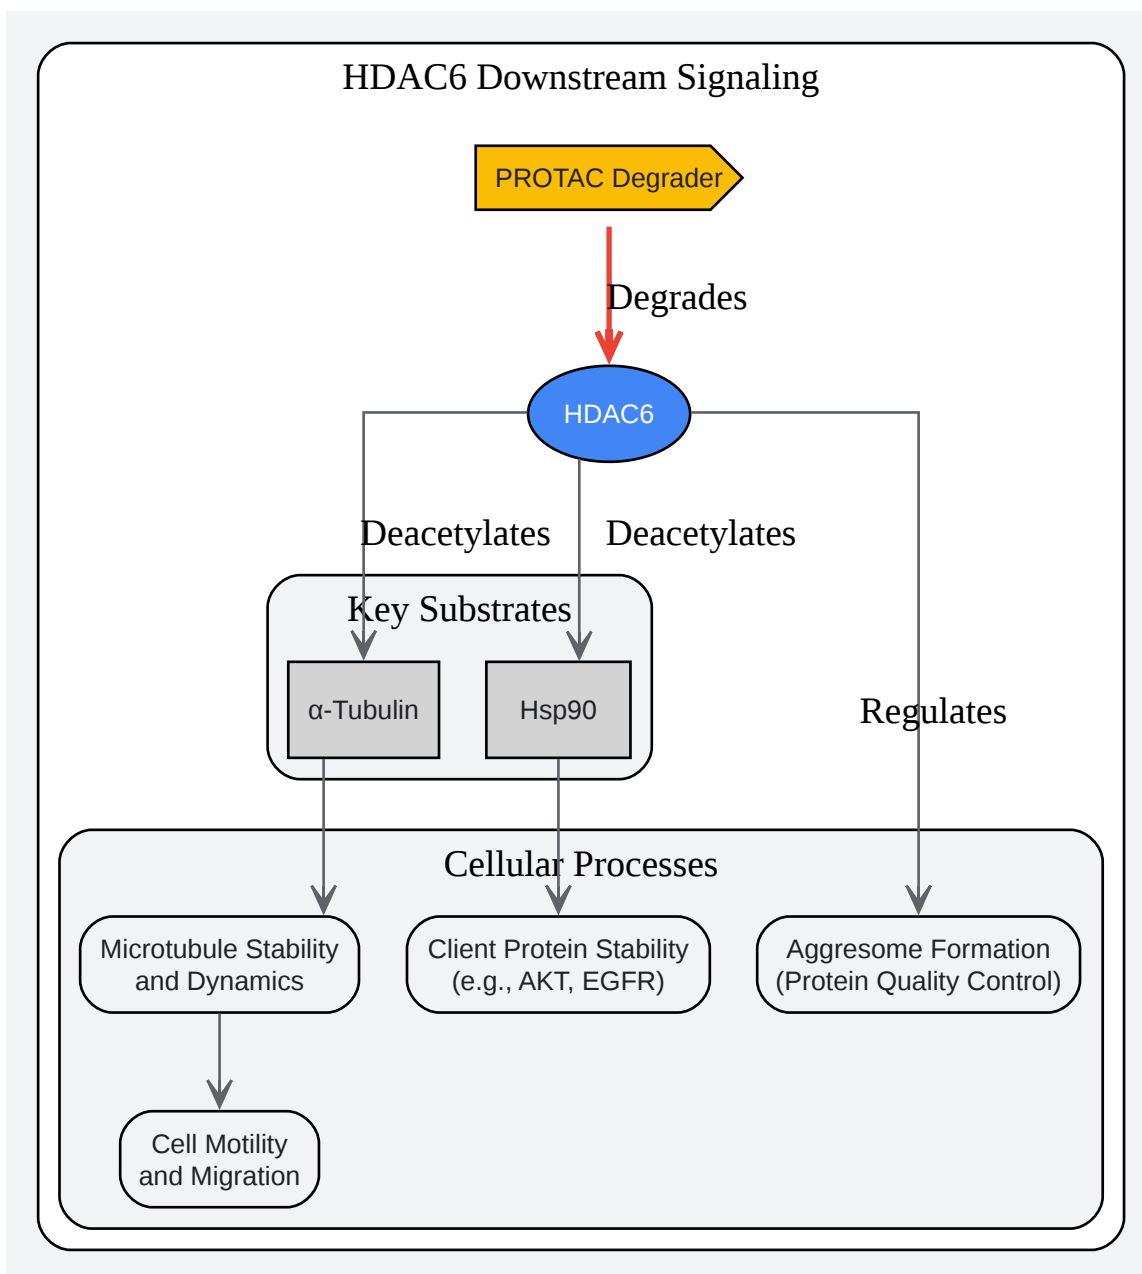 HDAC6 Downstream Signaling
PROTAC Degrader
Degrades
HDAC6
Deacetylates
Deacetylates
Key Substrates
α-Tubulin
Hsp90
Regulates
Cellular Processes
Microtubule Stability
and Dynamics
Client Protein Stability
(e.g., AKT, EGFR)
Aggresome Formation
(Protein Quality Control)
Cell Motility
and Migration